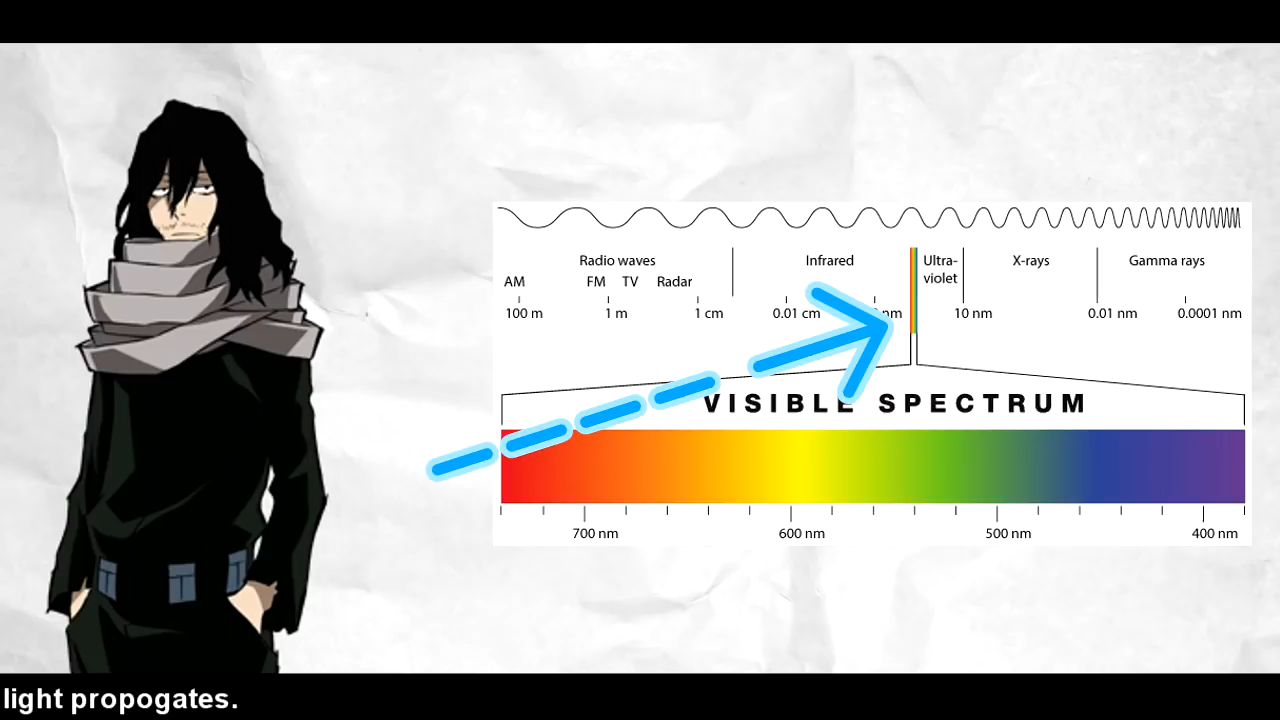 Radio waves Infrared Ultra- X-rays Gamma rays
AM FM TV Radar violet
100 m 1 m 1 cm 0.01 cm nm 10 nm 0.01 nm 0.0001 nm
VISIBLE SPECTRUM
700 nm 600 nm 500 nm 400 nm
light propogates.